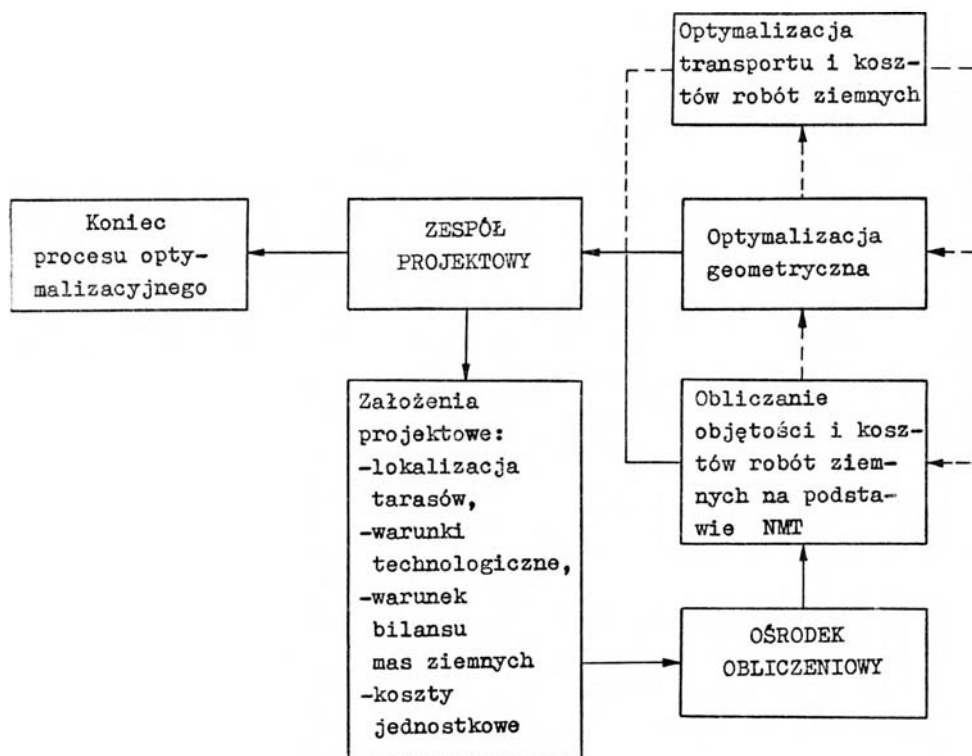 Optymalizacja
transportu i kosz-
tów robót ziemnych
Koniec
procesu opty-
malizacyjnego
ZESPÓŁ
PROJEKTOWY
Optymalizacja
geometryczna
Założenia
projektowe:
-lokalizacja
tarasów,
-warunki
technologiczne,
-warunek
bilansu
mas ziemnych
-koszty
jednostkowe
Obliczanie
objętości i kosz-
tów robót ziem-
nych na podsta-
wie NMT
OŚRODEK
OBLICZENIOWY